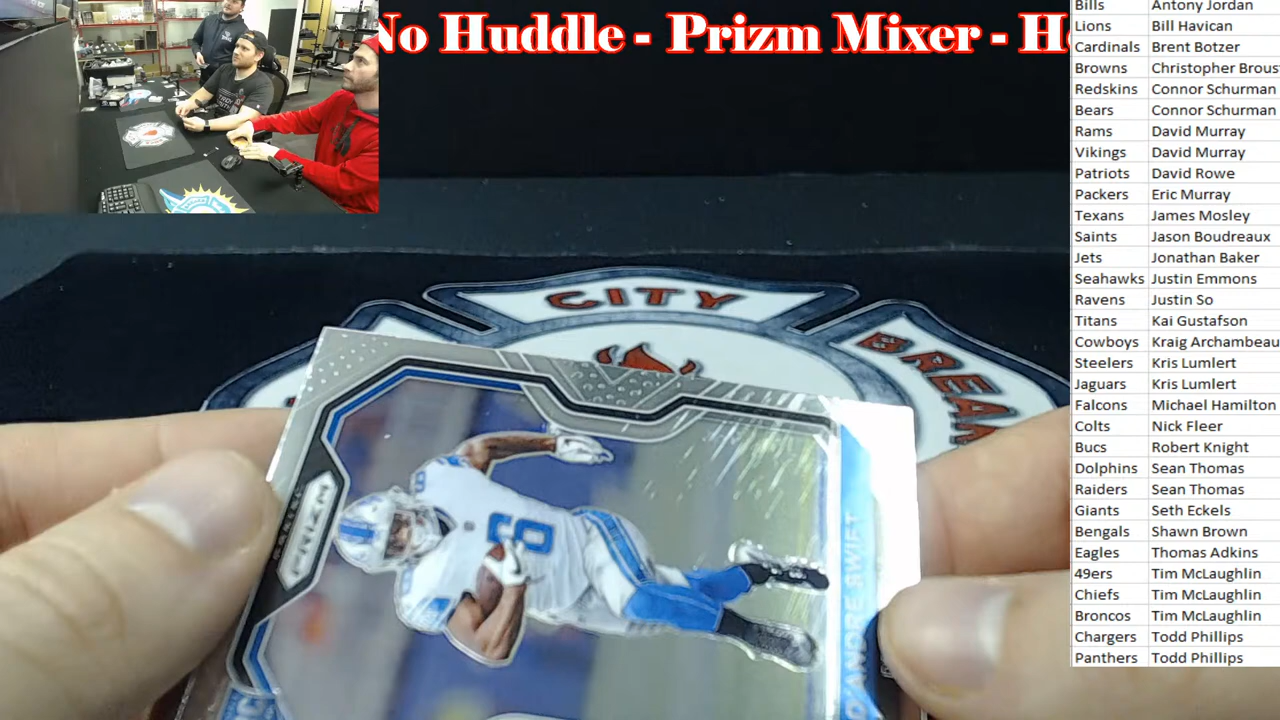 No Huddle - Prizm Mixer - H
Bills Antony Jordan
Lions Bill Havican
Cardinals Brent Botzer
Browns Christopher Brous
Redskins Connor Schurman
Bears Connor Schurman
Rams David Murray
Vikings David Murray
Patriots David Rowe
Packers Eric Murray
Texans James Mosley
Saints Jason Boudreaux
Jets Jonathan Baker
Seahawks Justin Emmons
Ravens Justin So
Titans Kai Gustafson
Cowboys Kraig Archambeau
Steelers Kris Lumlert
Jaguars Kris Lumlert
Falcons Michael Hamilton
Colts Nick Fleer
Bucs Robert Knight
Dolphins Sean Thomas
Raiders Sean Thomas
Giants Seth Eckels
Bengals Shawn Brown
Eagles Thomas Adkins
49ers Tim McLaughlin
Chiefs Tim McLaughlin
Broncos Tim McLaughlin
Chargers Todd Phillips
Panthers Todd Phillips
CITY
BREA
PRIZM
6
D'ANDRE SWIFT